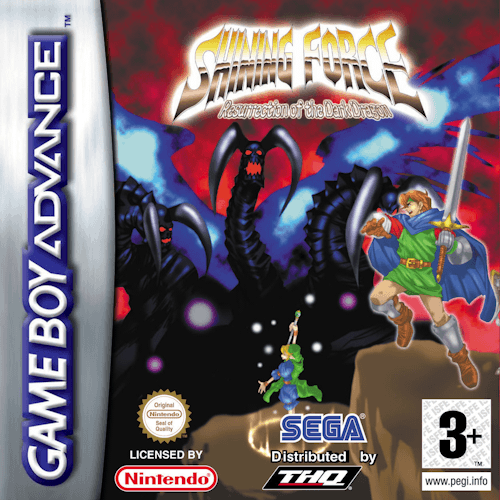 GAME BOY ADVANCE
SHINING FORCE
Resurrection of the Dark Dragon
Original
Nintendo
Seal of
Quality
LICENSED BY
Nintendo
SEGA
Distributed by
THQ
3+
TM
www.pegi.info